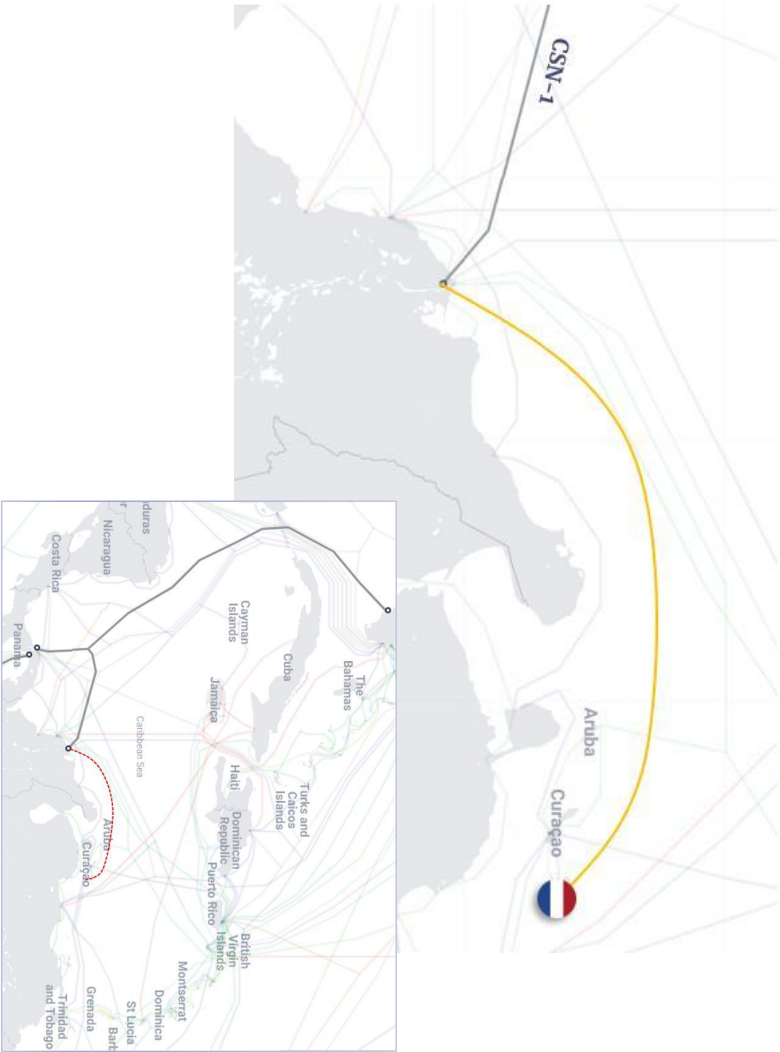 CSN-1
Aruba
Curaçao
duras
r
Nicaragua
Costa Rica
Panama
Cayman
Islands
Cuba
The
Bahamas
Jamaica
Caribbean Sea
Haiti
Turks and
Caicos
Islands
Dominican
Republic
Puerto Rico
British
Virgin
Islands
Aruba
Curaçao
Montserrat
Dominica
St Lucia
Barb
Grenada
Trinidad
and Tobago